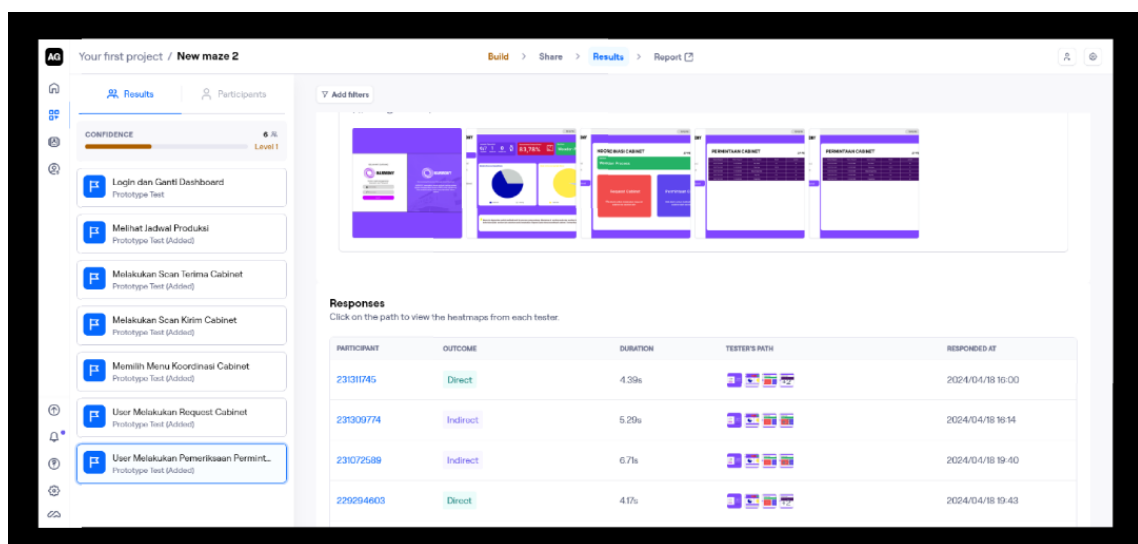 AG
Your first project / New maze 2
Build > Share > Results > Report
Results
Participants
Add filters
CONFIDENCE
6
Level 1
Login dan Ganti Dashboard
Prototype Test
Melihat Jadwal Produksi
Prototype Test (Added)
Melakukan Scan Terima Cabinet
Prototype Test (Added)
Melakukan Scan Kirim Cabinet
Prototype Test (Added)
Memilih Menu Koordinasi Cabinet
Prototype Test (Added)
User Melakukan Request Cabinet
Prototype Test (Added)
User Melakukan Pemeriksaan Permint...
Prototype Test (Added)
83,78%
KOORDINASI CABINET
PERMINTAAN CABINET
PERMINTAAN CABINET
Responses
Click on the path to view the heatmaps from each tester.
PARTICIPANT OUTCOME DURATION TESTER'S PATH RESPONDED AT
231311745 Direct 4.39s 2024/04/18 16:00
231309774 Indirect 5.29s 2024/04/18 16:14
231072589 Indirect 6.71s 2024/04/18 19:40
229294603 Direct 4.17s 2024/04/18 19:43